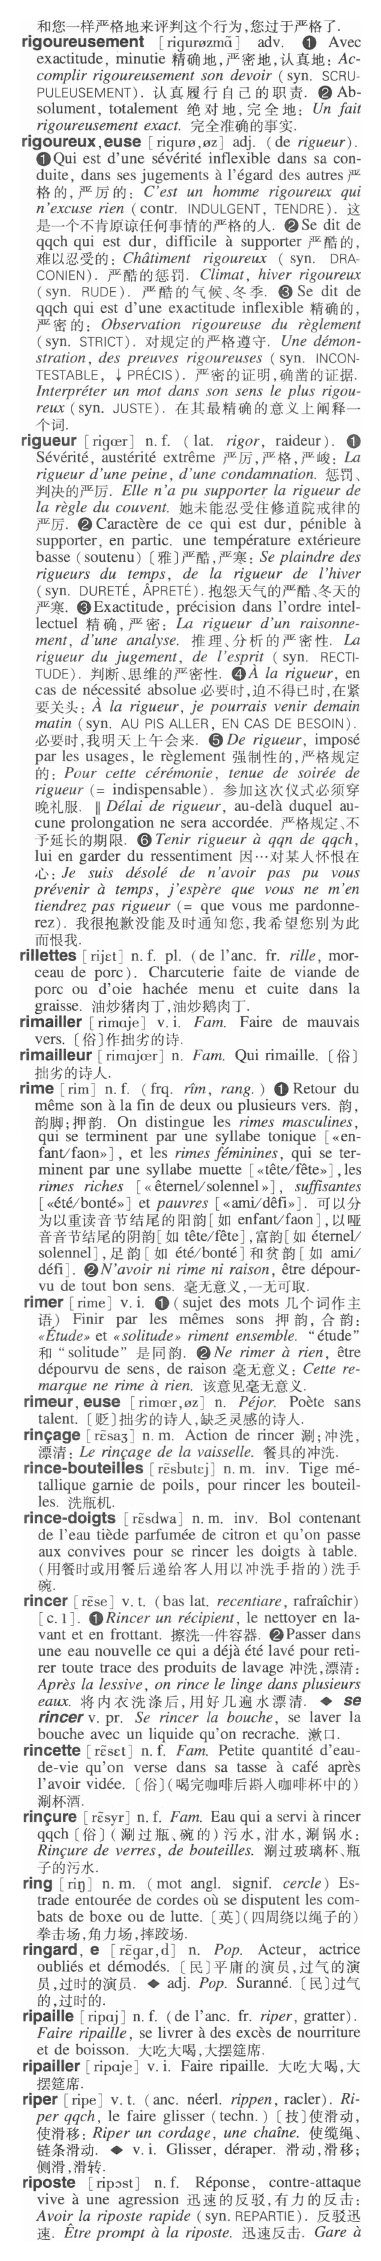 和您一样严格地来评判这个行为,您过于严格了.
rigoureusement [rigurøzmɑ̃] adv. ❶ Avec
exactitude, minutie 精确地,严密地,认真地: Ac-
complir rigoureusement son devoir (syn. SCRU-
PULEUSEMENT). 认真履行自己的职责. ❷ Ab-
solument, totalement 绝对地,完全地: Un fait
rigoureusement exact. 完全准确的事实.
rigoureux,euse [rigurø,øz] adj. (de rigueur).
❶ Qui est d'une sévérité inflexible dans sa con-
duite, dans ses jugements à l'égard des autres 严
格的,严厉的: C'est un homme rigoureux qui
n'excuse rien (contr. INDULGENT, TENDRE). 这
是一个不肯原谅任何事情的严格的人. ❷ Se dit de
qqch qui est dur, difficile à supporter 严酷的,
难以忍受的: Châtiment rigoureux ( syn. DRA-
CONIEN). 严酷的惩罚. Climat, hiver rigoureux
(syn. RUDE). 严酷的气候、冬季. ❸ Se dit de
qqch qui est d'une exactitude inflexible 精确的,
严密的: Observation rigoureuse du règlement
(syn. STRICT). 对规定的严格遵守. Une démon-
stration, des preuves rigoureuses (syn. INCON-
TESTABLE, ↓ PRÉCIS). 严密的证明,确凿的证据.
Interpréter un mot dans son sens le plus rigou-
reux (syn. JUSTE). 在其最精确的意义上阐释一
个词.
rigueur [rigœr] n. f. ( lat. rigor, raideur). ❶
Sévérité, austérité extrême 严厉,严格,严峻: La
rigueur d'une peine, d'une condamnation. 惩罚、
判决的严厉. Elle n'a pu supporter la rigueur de
la règle du couvent. 她未能忍受住修道院戒律的
严厉. ❷ Caractère de ce qui est dur, pénible à
supporter, en partic. une température extérieure
basse (soutenu) 〔雅〕严酷,严寒: Se plaindre des
rigueurs du temps, de la rigueur de l'hiver
(syn. DURETÉ, ÂPRETÉ). 抱怨天气的严酷、冬天的
严寒. ❸ Exactitude, précision dans l'ordre intel-
lectuel 精确,严密: La rigueur d'un raisonne-
ment, d'une analyse. 推理、分析的严密性. La
rigueur du jugement, de l'esprit ( syn. RECTI-
TUDE). 判断、思维的严密性. ❹ À la rigueur, en
cas de nécessité absolue 必要时,迫不得已时,在紧
要关头: À la rigueur, je pourrais venir demain
matin (syn. AU PIS ALLER, EN CAS DE BESOIN).
必要时,我明天上午会来. ❺ De rigueur, imposé
par les usages, le règlement 强制性的,严格规定
的: Pour cette cérémonie, tenue de soirée de
rigueur (= indispensable). 参加这次仪式必须穿
晚礼服. ‖ Délai de rigueur, au-delà duquel au-
cune prolongation ne sera accordée. 严格规定、不
予延长的期限. ❻ Tenir rigueur à qqn de qqch,
lui en garder du ressentiment 因…对某人怀恨在
心: Je suis désolé de n'avoir pas pu vous
prévenir à temps, j'espère que vous ne m'en
tiendrez pas rigueur (= que vous me pardonne-
rez). 我很抱歉没能及时通知您,我希望您别为此
而恨我.
rillettes [rijɛt] n. f. pl. (de l'anc. fr. rille, mor-
ceau de porc). Charcuterie faite de viande de
porc ou d'oie hachée menu et cuite dans la
graisse. 油炒猪肉丁,油炒鹅肉丁.
rimailler [rimaje] v. i. Fam. Faire de mauvais
vers. 〔俗〕作拙劣的诗.
rimailleur [rimajœr] n. Fam. Qui rimaille. 〔俗〕
拙劣的诗人.
rime [rim] n. f. ( frq. rîm, rang. ) ❶ Retour du
même son à la fin de deux ou plusieurs vers. 韵,
韵脚;押韵. On distingue les rimes masculines,
qui se terminent par une syllabe tonique [«en-
fant/faon»], et les rimes féminines, qui se ter-
minent par une syllabe muette [«tête/fête»],les
rimes riches [«éternel/solennel»], suffisantes
[«été/bonté»] et pauvres [«ami/défi»]. 可以分
为以重读音节结尾的阳韵[如 enfant/faon],以哑
音音节结尾的阴韵[如 tête/fête],富韵[如 éternel/
solennel],足韵[如 été/bonté]和贫韵[如 ami/
défi]. ❷ N'avoir ni rime ni raison, être dépour-
vu de tout bon sens. 毫无意义,一无可取.
rimer [rime] v. i. ❶ (sujet des mots 几个词作主
语) Finir par les mêmes sons 押韵,合韵:
«Étude» et «solitude» riment ensemble. “étude”
和 “solitude” 是同韵. ❷ Ne rimer à rien, être
dépourvu de sens, de raison 毫无意义: Cette re-
marque ne rime à rien. 该意见毫无意义.
rimeur, euse [rimœr,øz] n. Péjor. Poète sans
talent. 〔贬〕拙劣的诗人,缺乏灵感的诗人.
rinçage [rɛ̃saʒ] n. m. Action de rincer 涮;冲洗,
漂清: Le rinçage de la vaisselle. 餐具的冲洗.
rince-bouteilles [rɛ̃sbutɛj] n. m. inv. Tige mé-
tallique garnie de poils, pour rincer les bouteil-
les. 洗瓶机.
rince-doigts [rɛ̃sdwa] n. m. inv. Bol contenant
de l'eau tiède parfumée de citron et qu'on passe
aux convives pour se rincer les doigts à table.
(用餐时或用餐后递给客人用以冲洗手指的)洗手
碗.
rincer [rɛ̃se] v. t. (bas lat. recentiare, rafraîchir)
[c. 1]. ❶ Rincer un récipient, le nettoyer en la-
vant et en frottant. 擦洗一件容器. ❷ Passer dans
une eau nouvelle ce qui a déjà été lavé pour reti-
rer toute trace des produits de lavage 冲洗,漂清:
Après la lessive, on rince le linge dans plusieurs
eaux. 将内衣洗涤后,用好几遍水漂清. ◆ se
rincer v. pr. Se rincer la bouche, se laver la
bouche avec un liquide qu'on recrache. 漱口.
rincette [rɛ̃sɛt] n. f. Fam. Petite quantité d'eau-
de-vie qu'on verse dans sa tasse à café après
l'avoir vidée. 〔俗〕(喝完咖啡后斟入咖啡杯中的)
涮杯酒.
rinçure [rɛ̃syr] n. f. Fam. Eau qui a servi à rincer
qqch 〔俗〕(涮过瓶、碗的)污水,泔水,涮锅水:
Rinçure de verres, de bouteilles. 涮过玻璃杯、瓶
子的污水.
ring [riŋ] n. m. ( mot angl. signif. cercle) Es-
trade entourée de cordes où se disputent les com-
bats de boxe ou de lutte. 〔英〕(四周绕以绳子的)
拳击场,角力场,摔跤场.
ringard, e [rɛ̃gar,d] n. Pop. Acteur, actrice
oubliés et démodés. 〔民〕平庸的演员,过气的演
员,过时的演员. ◆ adj. Pop. Suranné. 〔民〕过气
的,过时的.
ripaille [ripaj] n. f. (de l'anc. fr. riper, gratter).
Faire ripaille, se livrer à des excès de nourriture
et de boisson. 大吃大喝,大摆筵席.
ripailler [ripaje] v. i. Faire ripaille. 大吃大喝,大
摆筵席.
riper [ripe] v. t. (anc. néerl. rippen, racler). Ri-
per qqch, le faire glisser (techn.) 〔技〕使滑动,
使滑移: Riper un cordage, une chaîne. 使缆绳、
链条滑动. ◆ v. i. Glisser, déraper. 滑动,滑移;
侧滑,滑转.
riposte [ripɔst] n. f. Réponse, contre-attaque
vive à une agression 迅速的反驳,有力的反击:
Avoir la riposte rapide (syn. REPARTIE). 反驳迅
速. Être prompt à la riposte. 迅速反击. Gare à